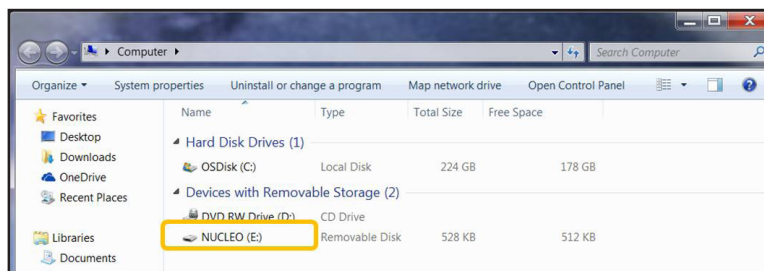 Computer
Search Computer
Organize System properties Uninstall or change a program Map network drive Open Control Panel
Favorites
Desktop
Downloads
OneDrive
Recent Places
Libraries
Documents
Name Type Total Size Free Space
Hard Disk Drives (1)
OSDisk (C:) Local Disk 224 GB 178 GB
Devices with Removable Storage (2)
DVD RW Drive (D:) CD Drive
NUCLEO (E:) Removable Disk 528 KB 512 KB